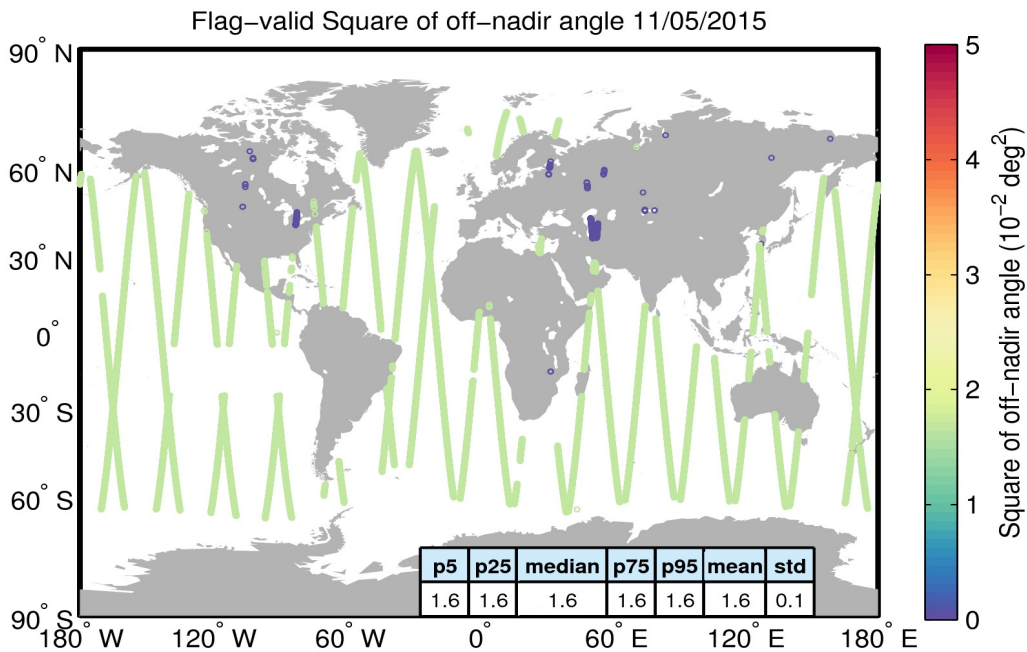 Flag−valid Square of off−nadir angle 11/05/2015
90° N
60° N
30° N
0°
30° S
60° S
90° S
180° W
120° W
60° W
0°
60° E
120° E
180° E
p5 p25 median p75 p95 mean std
1.6 1.6 1.6 1.6 1.6 1.6 0.1
5
4
3
2
1
0
Square of off−nadir angle (10⁻² deg²)